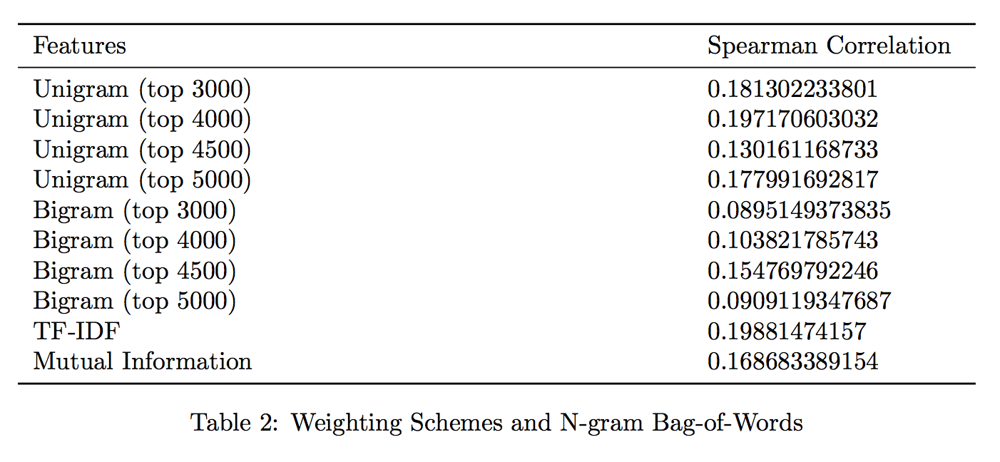 Features Spearman Correlation
Unigram (top 3000) 0.181302233801
Unigram (top 4000) 0.197170603032
Unigram (top 4500) 0.130161168733
Unigram (top 5000) 0.177991692817
Bigram (top 3000) 0.0895149373835
Bigram (top 4000) 0.103821785743
Bigram (top 4500) 0.154769792246
Bigram (top 5000) 0.0909119347687
TF-IDF 0.19881474157
Mutual Information 0.168683389154
Table 2: Weighting Schemes and N-gram Bag-of-Words